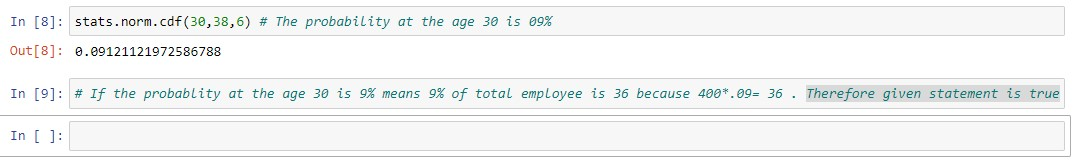 In [8]: stats.norm.cdf(30,38,6) # The probability at the age 30 is 09%
Out[8]: 0.09121121972586788
In [9]: # If the probablity at the age 30 is 9% means 9% of total employee is 36 because 400*.09= 36 . Therefore given statement is true
In [ ]: